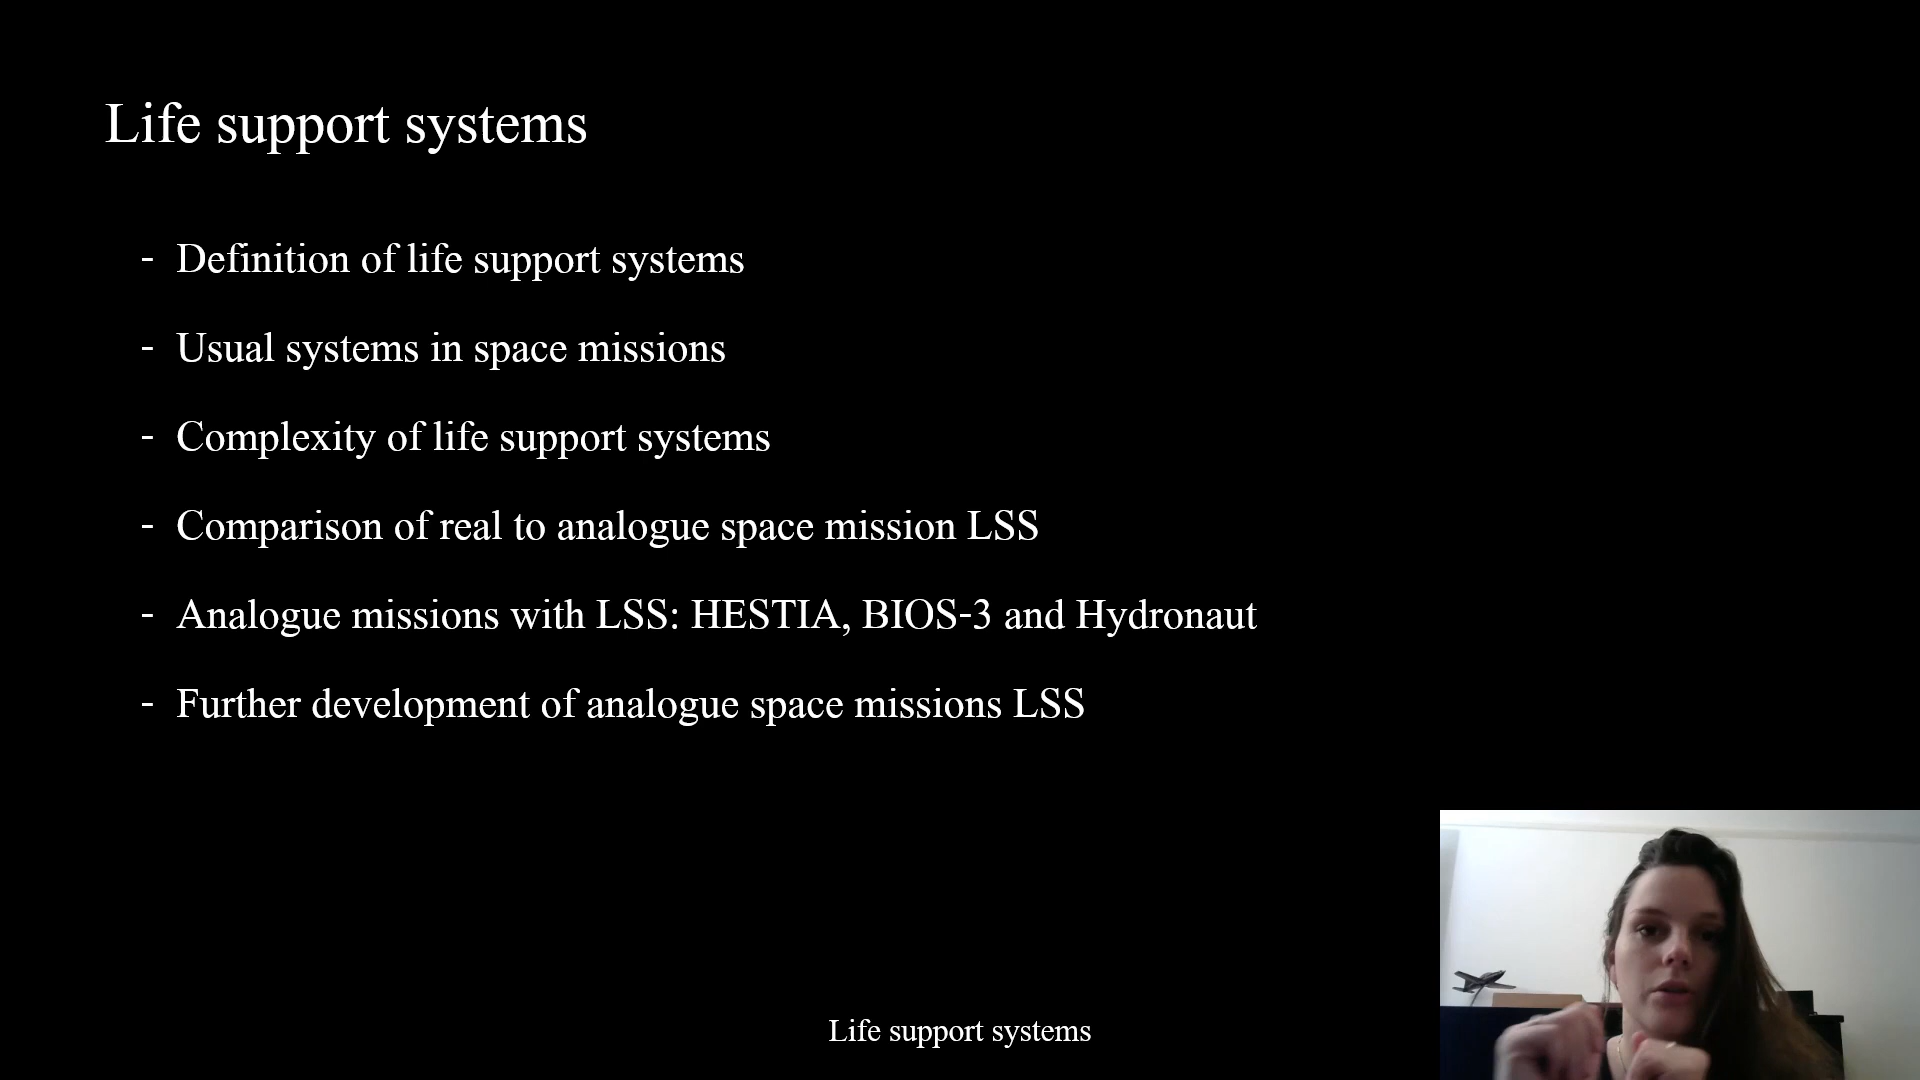 Life support systems
- Definition of life support systems
- Usual systems in space missions
- Complexity of life support systems
- Comparison of real to analogue space mission LSS
- Analogue missions with LSS: HESTIA, BIOS-3 and Hydronaut
- Further development of analogue space missions LSS
Life support systems